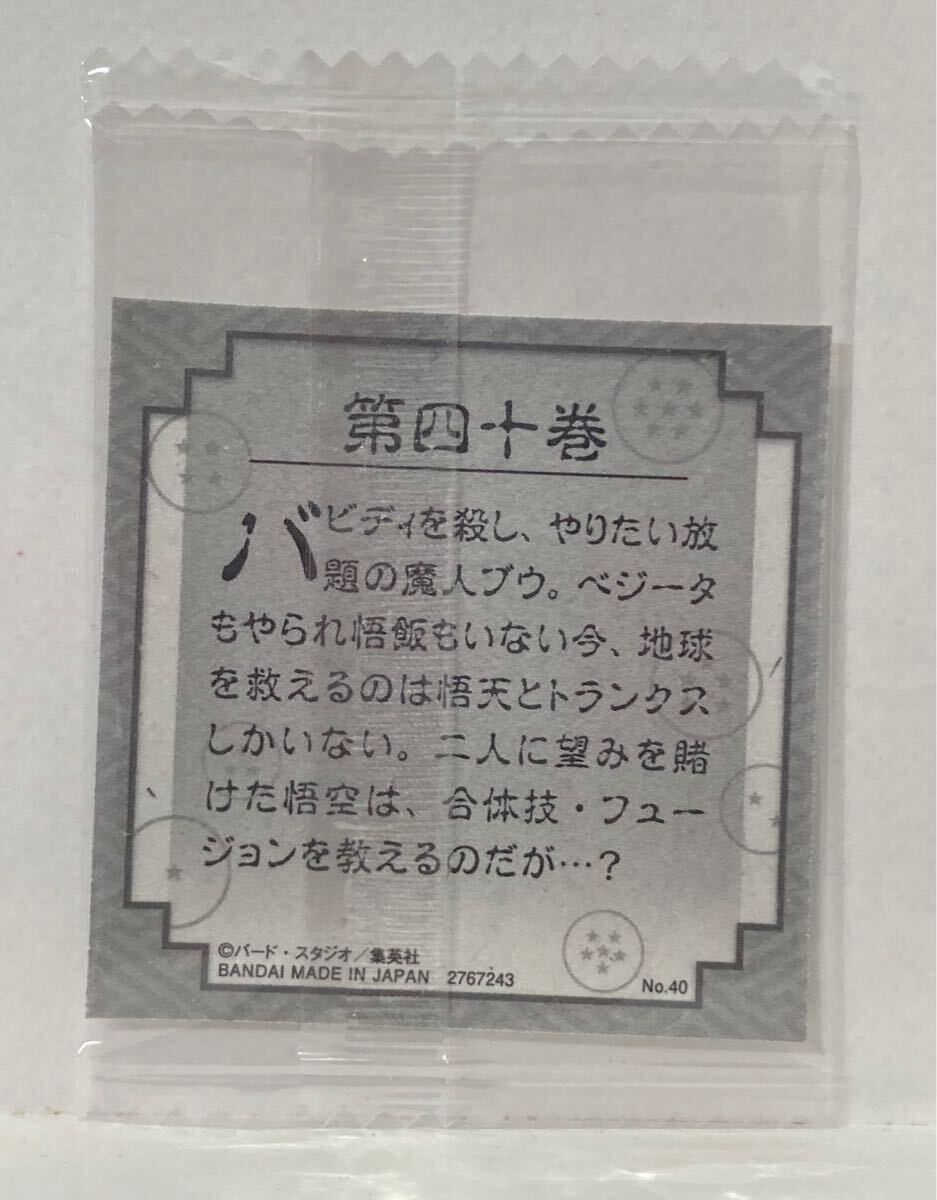 第四十巻
バビディを殺し、やりたい放
題の魔人ブウ。ベジータ
もやられ悟飯もいない今、地球
を救えるのは悟天とトランクス
しかいない。二人に望みを賭
けた悟空は、合体技・フュー
ジョンを教えるのだが…？
©バード・スタジオ／集英社
BANDAI MADE IN JAPAN 2767243
No.40